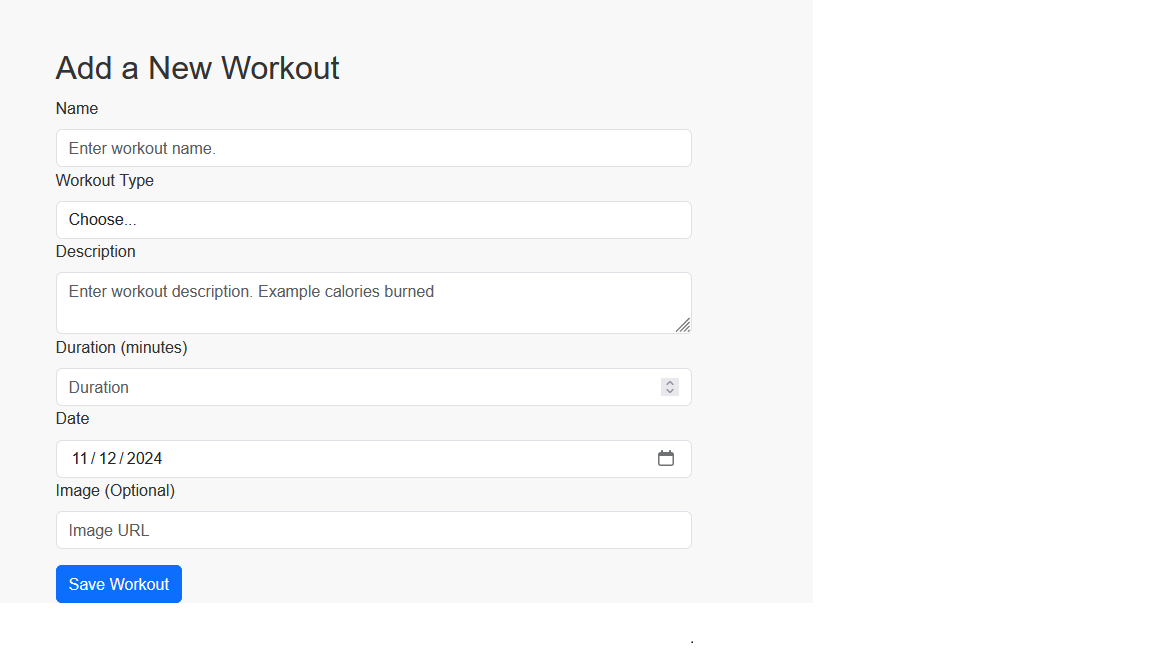 Add a New Workout
Name
Enter workout name.
Workout Type
Choose...
Description
Enter workout description. Example calories burned
Duration (minutes)
Duration
Date
11 / 12 / 2024
Image (Optional)
Image URL
Save Workout
.